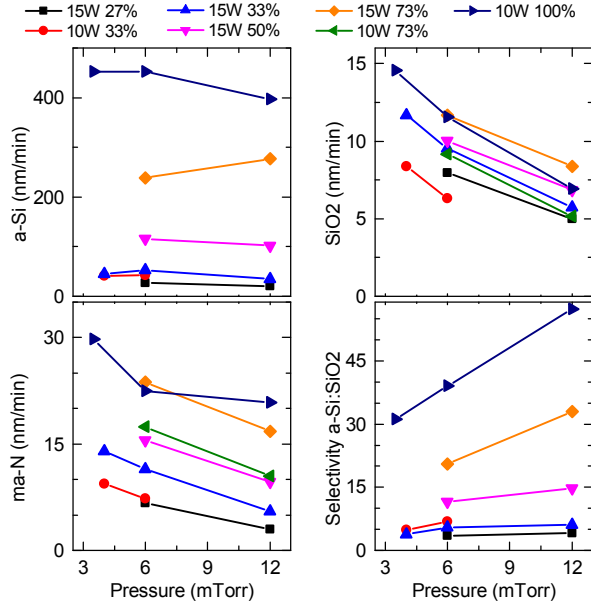 15W 27% 15W 33% 15W 73% 10W 100%
10W 33% 15W 50% 10W 73%
a-Si (nm/min)
400
200
0
SiO2 (nm/min)
15
10
5
0
ma-N (nm/min)
30
15
0
3 6 9 12
Pressure (mTorr)
Selectivity a-Si:SiO2
45
30
15
0
3 6 9 12
Pressure (mTorr)